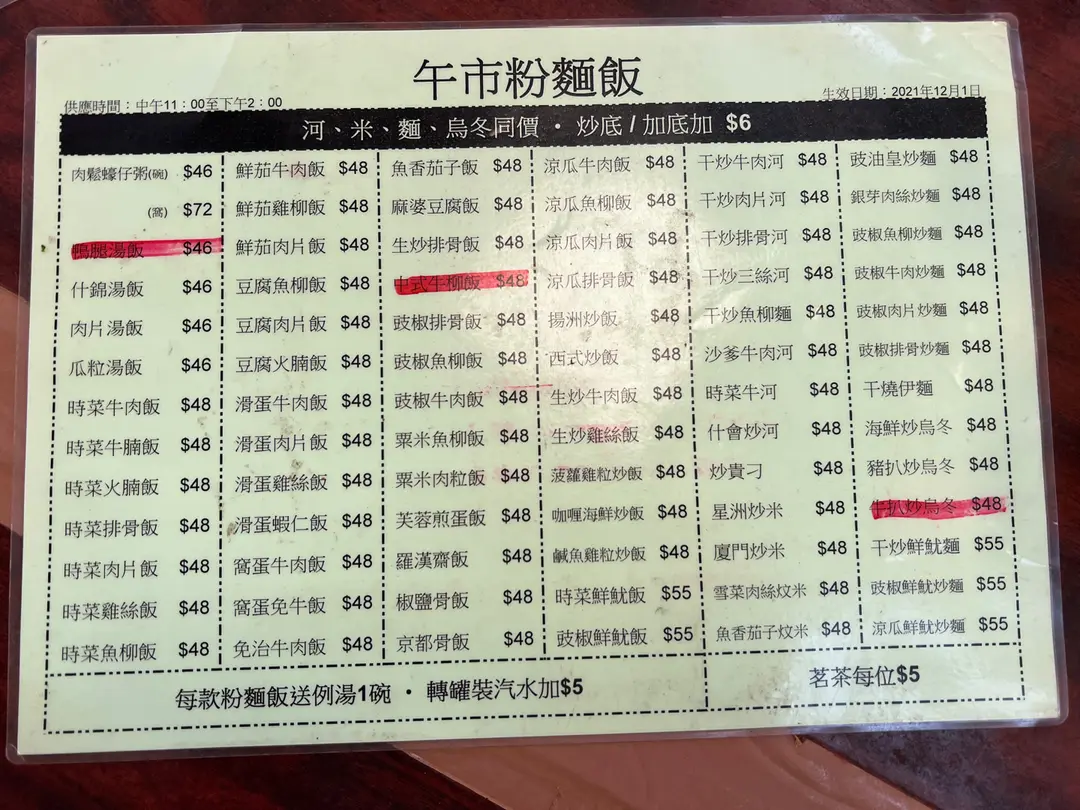 午市粉麵飯
供應時間：中午11：00至下午2：00
生效日期：2021年12月1日
河、米、麵、烏冬同價 · 炒底 / 加底加 $6
肉鬆蠔仔粥(碗) $46
(窩) $72
鴨腿湯飯 $46
什錦湯飯 $46
肉片湯飯 $46
瓜粒湯飯 $46
時菜牛肉飯 $48
時菜牛腩飯 $48
時菜火腩飯 $48
時菜排骨飯 $48
時菜肉片飯 $48
時菜雞絲飯 $48
時菜魚柳飯 $48
鮮茄牛肉飯 $48
鮮茄雞柳飯 $48
鮮茄肉片飯 $48
豆腐魚柳飯 $48
豆腐肉片飯 $48
豆腐火腩飯 $48
滑蛋牛肉飯 $48
滑蛋肉片飯 $48
滑蛋雞絲飯 $48
滑蛋蝦仁飯 $48
窩蛋牛肉飯 $48
窩蛋免牛飯 $48
免治牛肉飯 $48
魚香茄子飯 $48
麻婆豆腐飯 $48
生炒排骨飯 $48
中式牛柳飯 $48
豉椒排骨飯 $48
豉椒魚柳飯 $48
豉椒牛肉飯 $48
粟米魚柳飯 $48
粟米肉粒飯 $48
芙蓉煎蛋飯 $48
羅漢齋飯 $48
椒鹽骨飯 $48
京都骨飯 $48
涼瓜牛肉飯 $48
涼瓜魚柳飯 $48
涼瓜肉片飯 $48
涼瓜排骨飯 $48
揚洲炒飯 $48
西式炒飯 $48
生炒牛肉飯 $48
生炒雞絲飯 $48
菠蘿雞粒炒飯 $48
咖喱海鮮炒飯 $48
鹹魚雞粒炒飯 $48
時菜鮮魷飯 $55
豉椒鮮魷飯 $55
干炒牛肉河 $48
干炒肉片河 $48
干炒排骨河 $48
干炒三絲河 $48
干炒魚柳麵 $48
沙爹牛肉河 $48
時菜牛河 $48
什會炒河 $48
炒貴刁 $48
星洲炒米 $48
廈門炒米 $48
雪菜肉絲炆米 $48
魚香茄子炆米 $48
豉油皇炒麵 $48
銀芽肉絲炒麵 $48
豉椒魚柳炒麵 $48
豉椒牛肉炒麵 $48
豉椒肉片炒麵 $48
豉椒排骨炒麵 $48
干燒伊麵 $48
海鮮炒烏冬 $48
豬扒炒烏冬 $48
牛扒炒烏冬 $48
干炒鮮魷麵 $55
豉椒鮮魷炒麵 $55
涼瓜鮮魷炒麵 $55
每款粉麵飯送例湯1碗 · 轉罐裝汽水加$5
茗茶每位$5